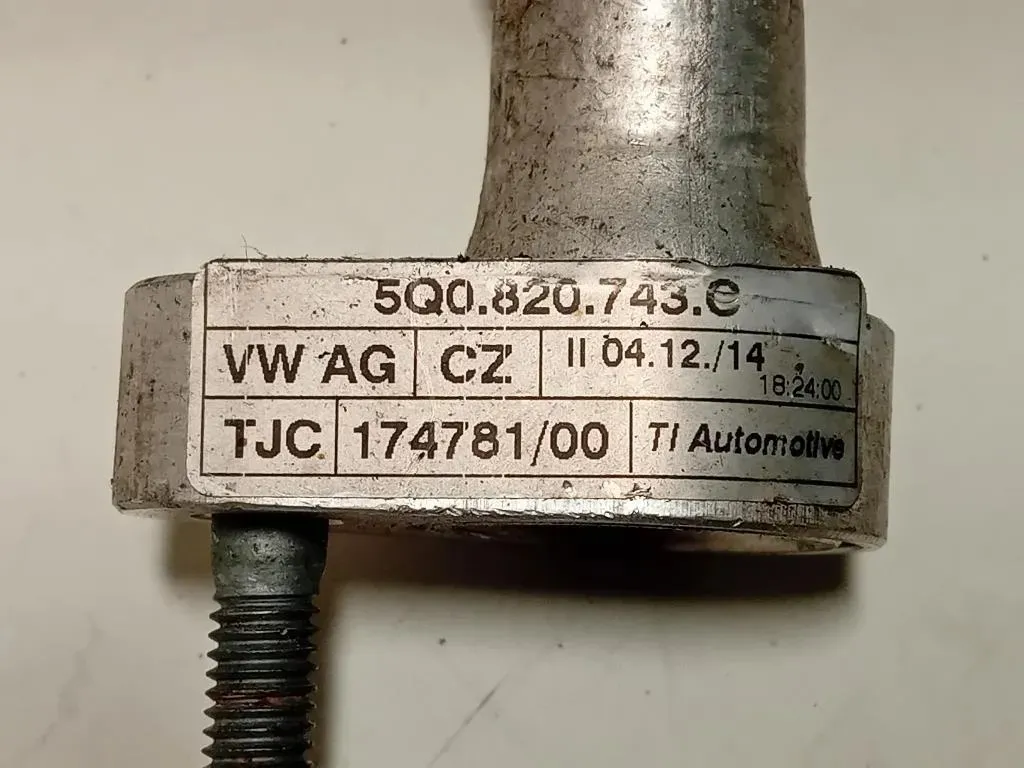 5Q0.820.743.C
VW AG CZ II 04.12./14
18:24:00
TJC 174781/00 TI Automotive